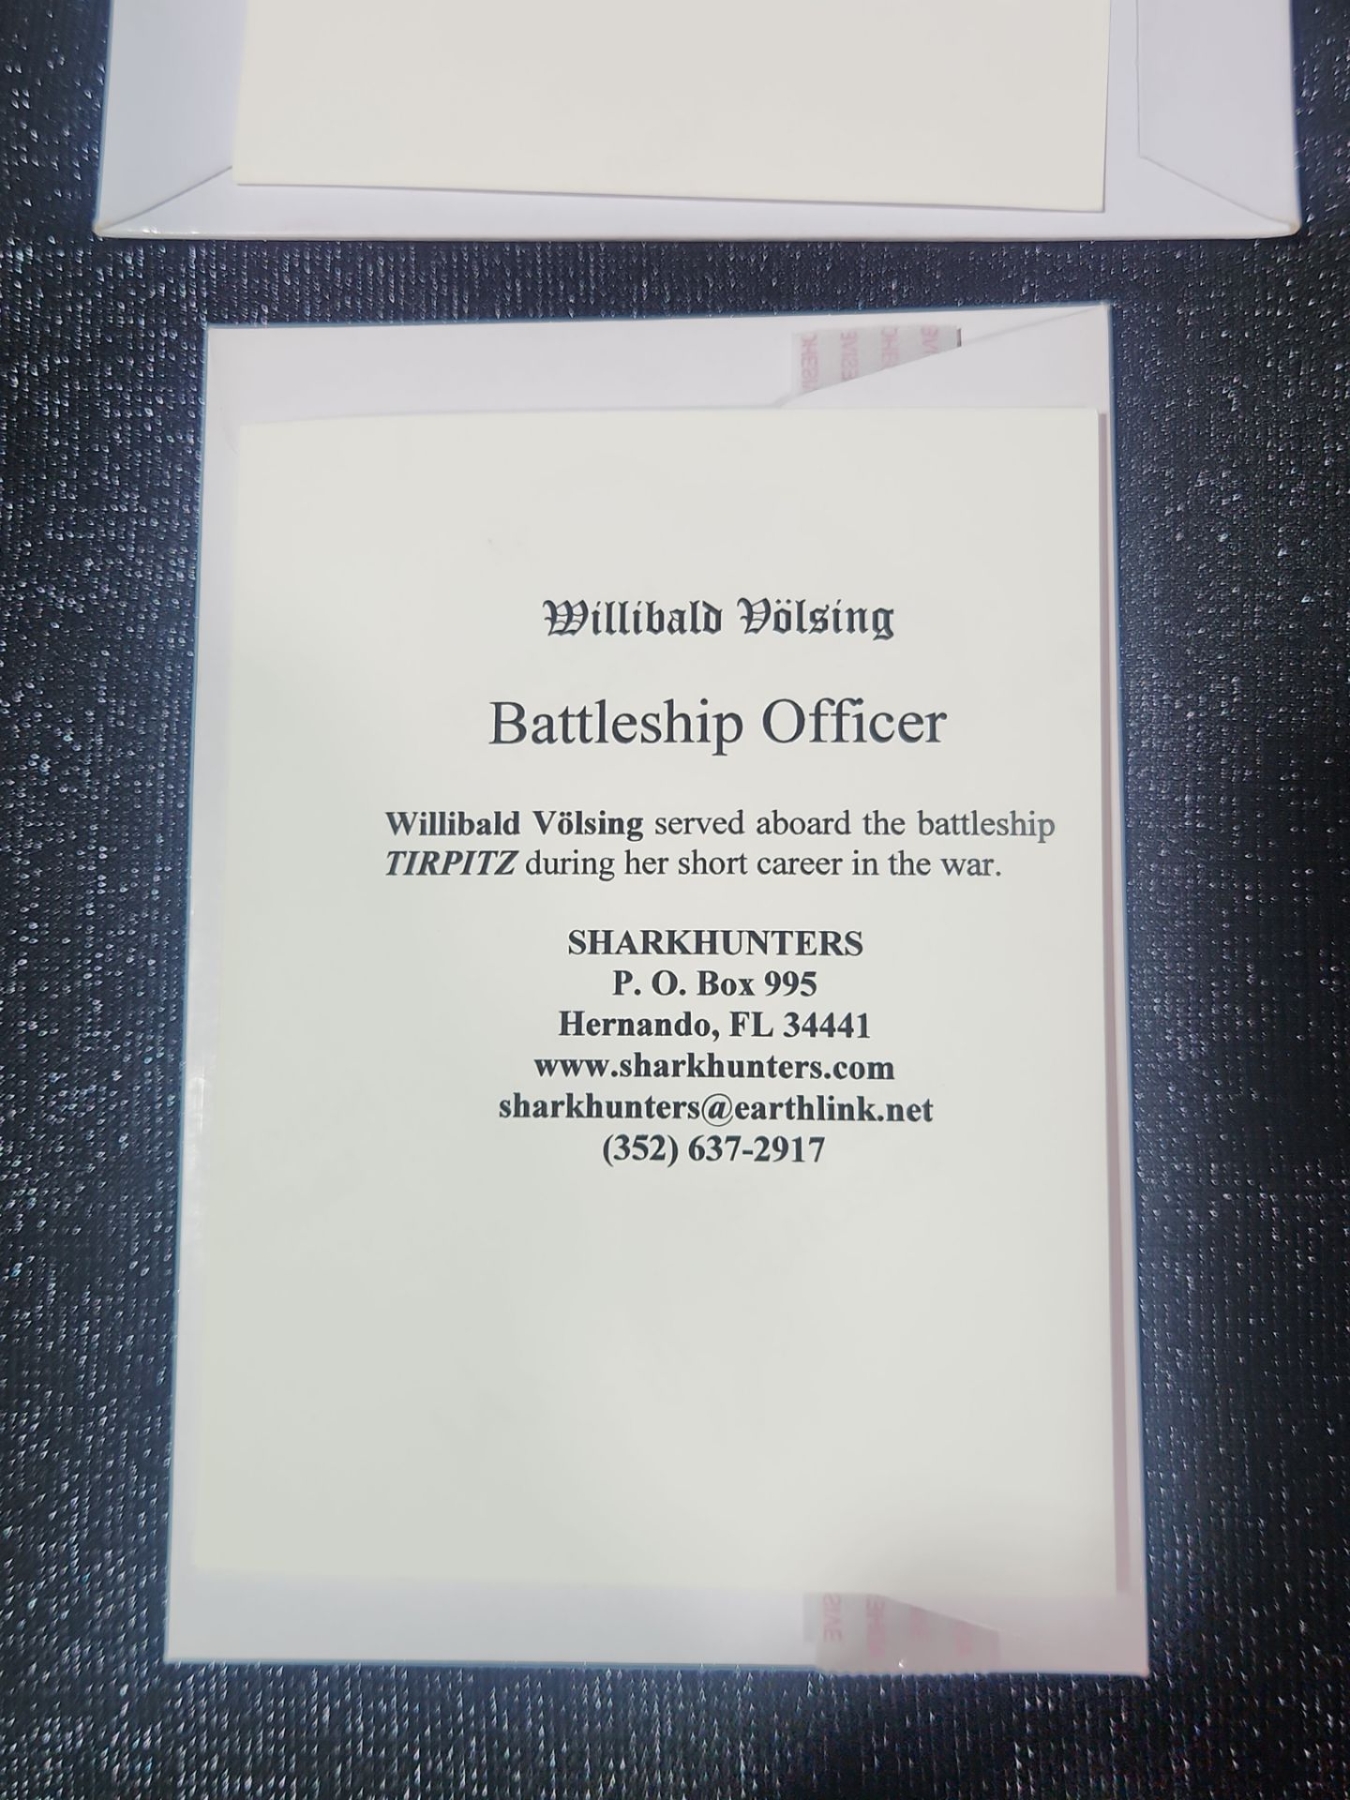 Willibald Völsing
Battleship Officer
Willibald Völsing served aboard the battleship
TIRPITZ during her short career in the war.
SHARKHUNTERS
P. O. Box 995
Hernando, FL 34441
www.sharkhunters.com
sharkhunters@earthlink.net
(352) 637-2917